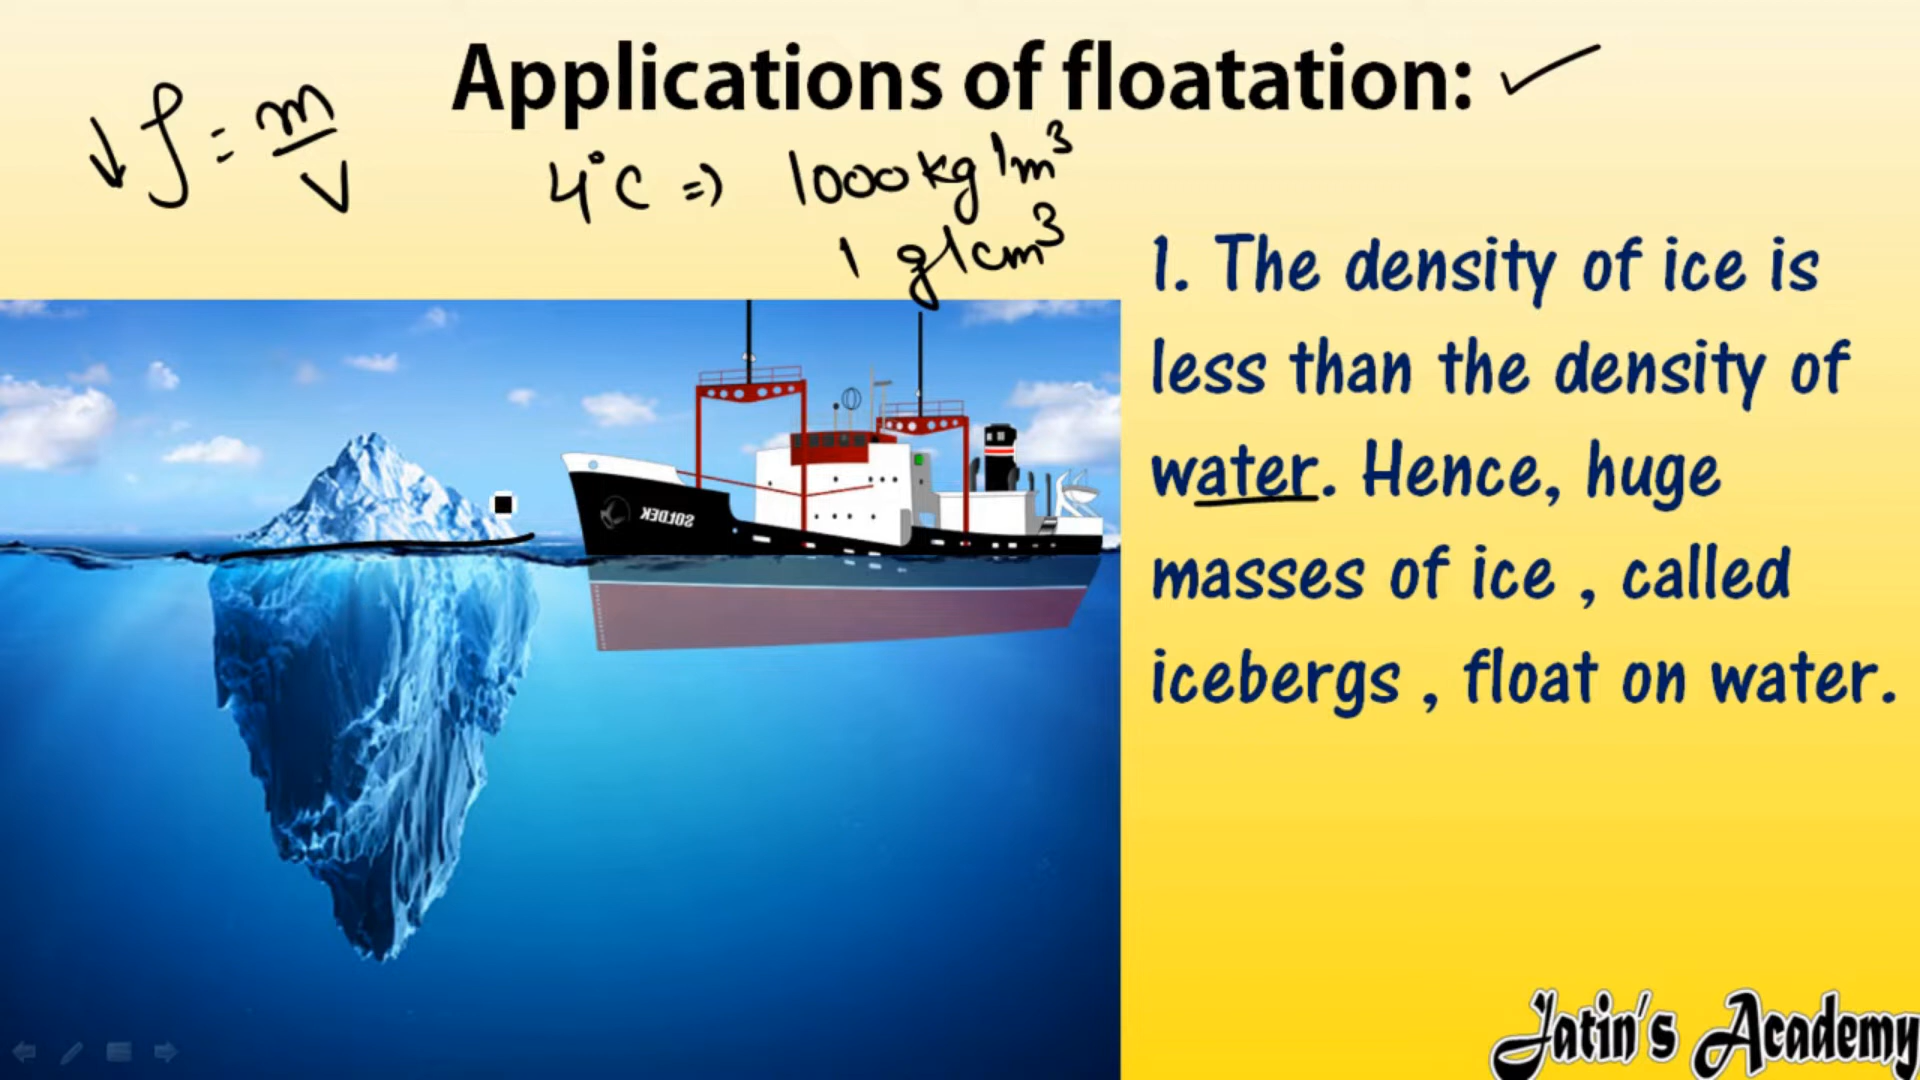 Applications of floatation:
↓ρ = m/V
4°C ⇒ 1000 kg/m³
1 g/cm³
1. The density of ice is
less than the density of
water. Hence, huge
masses of ice , called
icebergs , float on water.
SOLDEK
Jatin's Academy